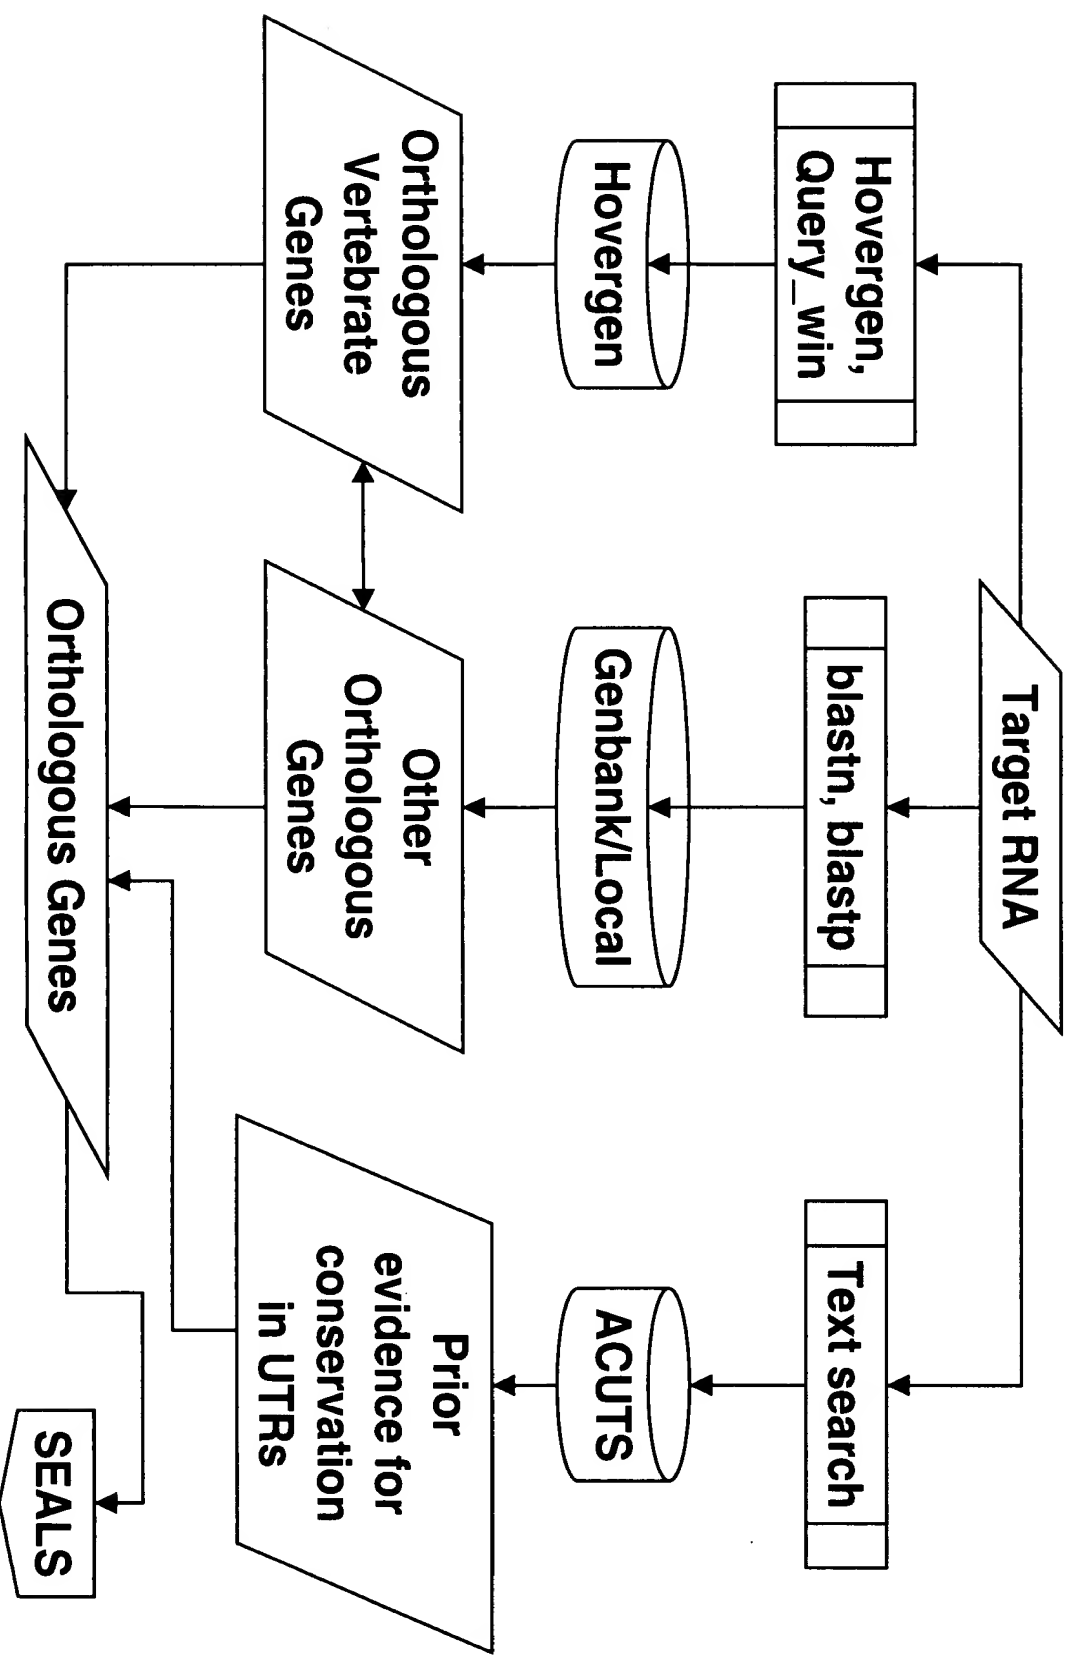 Target RNA
Hovergen,
Query_win
blastn, blastp
Text search
Hovergen
Genbank/Local
ACUTS
Orthologous
Vertebrate
Genes
Other
Orthologous
Genes
Prior
evidence for
conservation
in UTRs
Orthologous Genes
SEALS